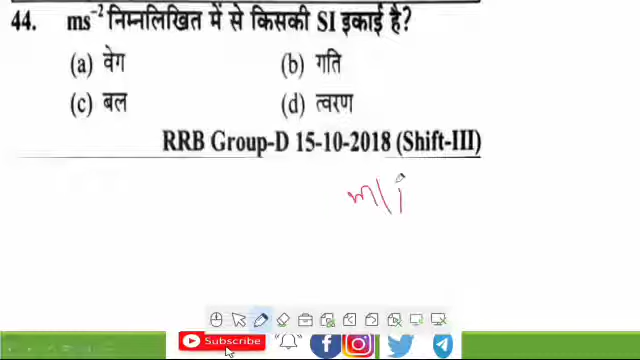 44. ms⁻² निम्नलिखित में से किसकी SI इकाई है?
(a) वेग (b) गति
(c) बल (d) त्वरण
RRB Group-D 15-10-2018 (Shift-III)
m/
Subscribe